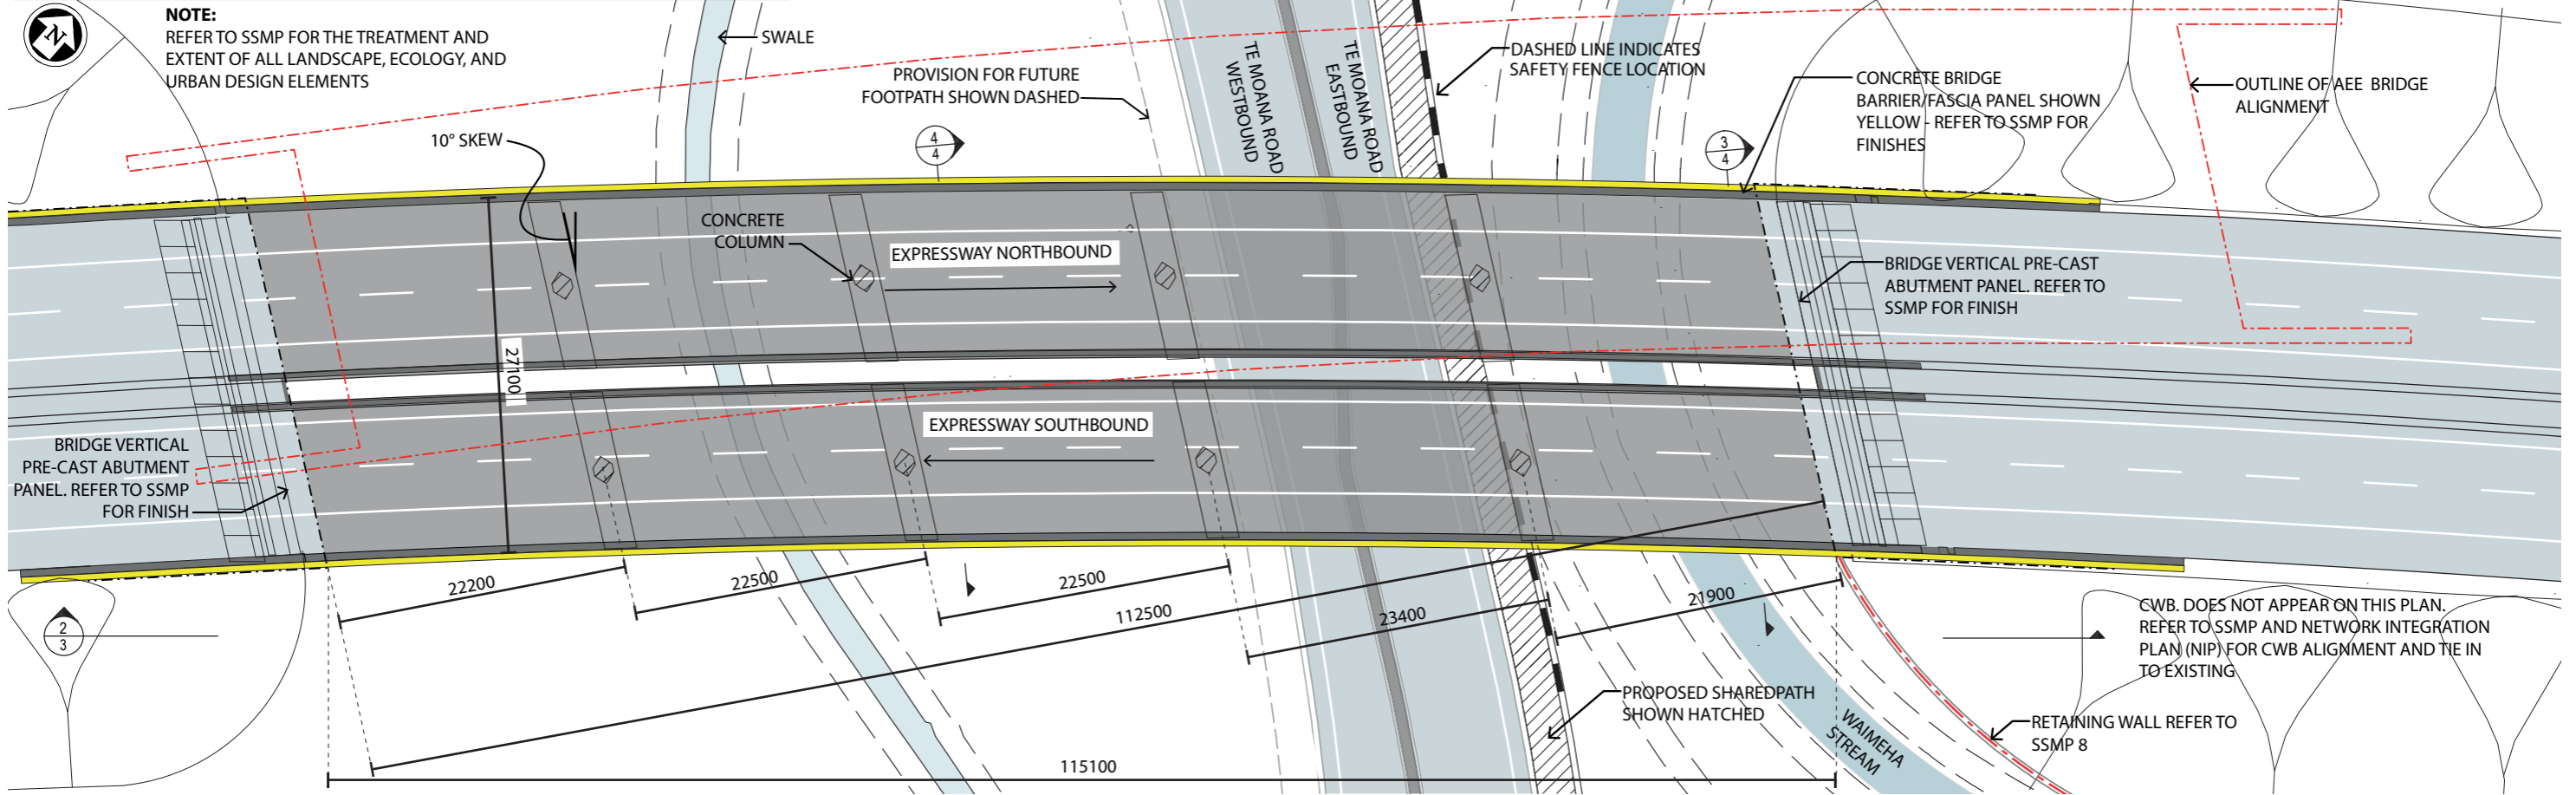 N
NOTE:
REFER TO SSMP FOR THE TREATMENT AND
EXTENT OF ALL LANDSCAPE, ECOLOGY, AND
URBAN DESIGN ELEMENTS
SWALE
PROVISION FOR FUTURE
FOOTPATH SHOWN DASHED
TE MOANA ROAD
WESTBOUND
TE MOANA ROAD
EASTBOUND
DASHED LINE INDICATES
SAFETY FENCE LOCATION
CONCRETE BRIDGE
BARRIER/FASCIA PANEL SHOWN
YELLOW - REFER TO SSMP FOR
FINISHES
OUTLINE OF AEE BRIDGE
ALIGNMENT
10° SKEW
4
4
3
4
CONCRETE
COLUMN
EXPRESSWAY NORTHBOUND
BRIDGE VERTICAL PRE-CAST
ABUTMENT PANEL. REFER TO
SSMP FOR FINISH
27100
EXPRESSWAY SOUTHBOUND
BRIDGE VERTICAL
PRE-CAST ABUTMENT
PANEL. REFER TO SSMP
FOR FINISH
22200
22500
22500
112500
23400
21900
2
3
CWB. DOES NOT APPEAR ON THIS PLAN.
REFER TO SSMP AND NETWORK INTEGRATION
PLAN (NIP) FOR CWB ALIGNMENT AND TIE IN
TO EXISTING
PROPOSED SHAREDPATH
SHOWN HATCHED
WAIMEHA
STREAM
RETAINING WALL REFER TO
SSMP 8
115100